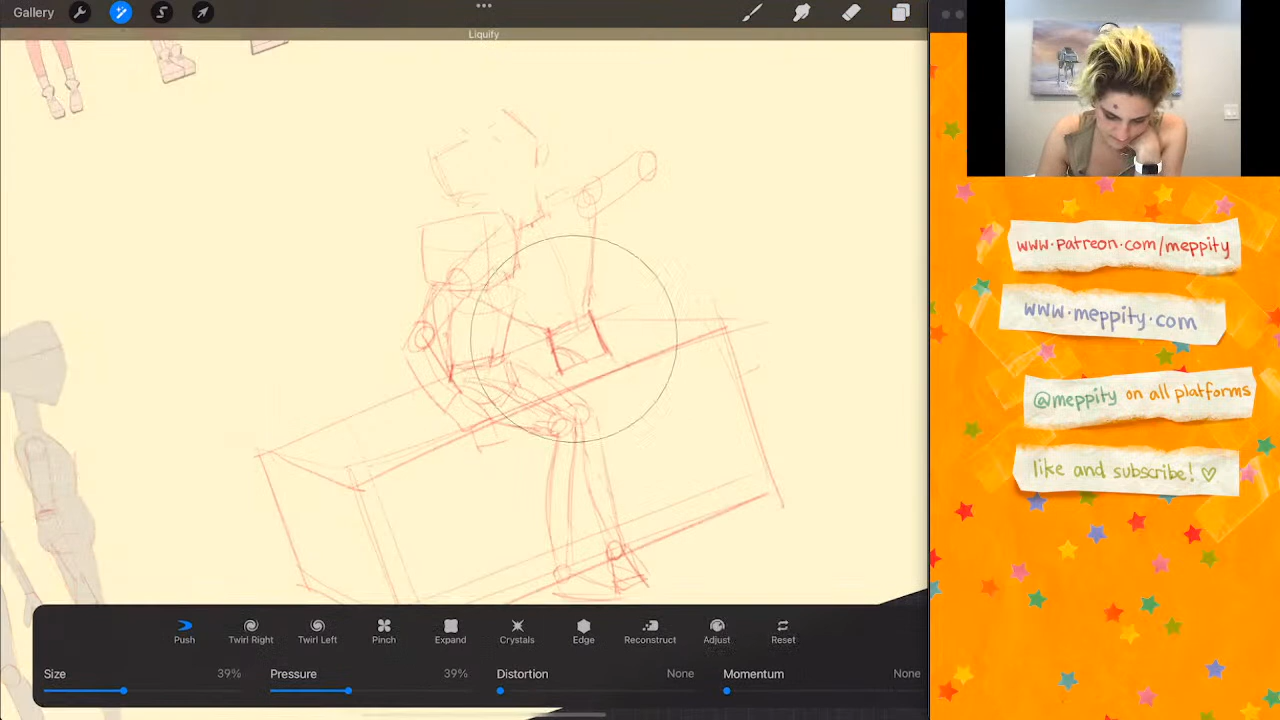 Gallery
Liquify
www.patreon.com/meppity
www.meppity.com
@meppity on all platforms
like and subscribe! ♡
Push Twirl Right Twirl Left Pinch Expand Crystals Edge Reconstruct Adjust Reset
Size 39% Pressure 39% Distortion None Momentum None